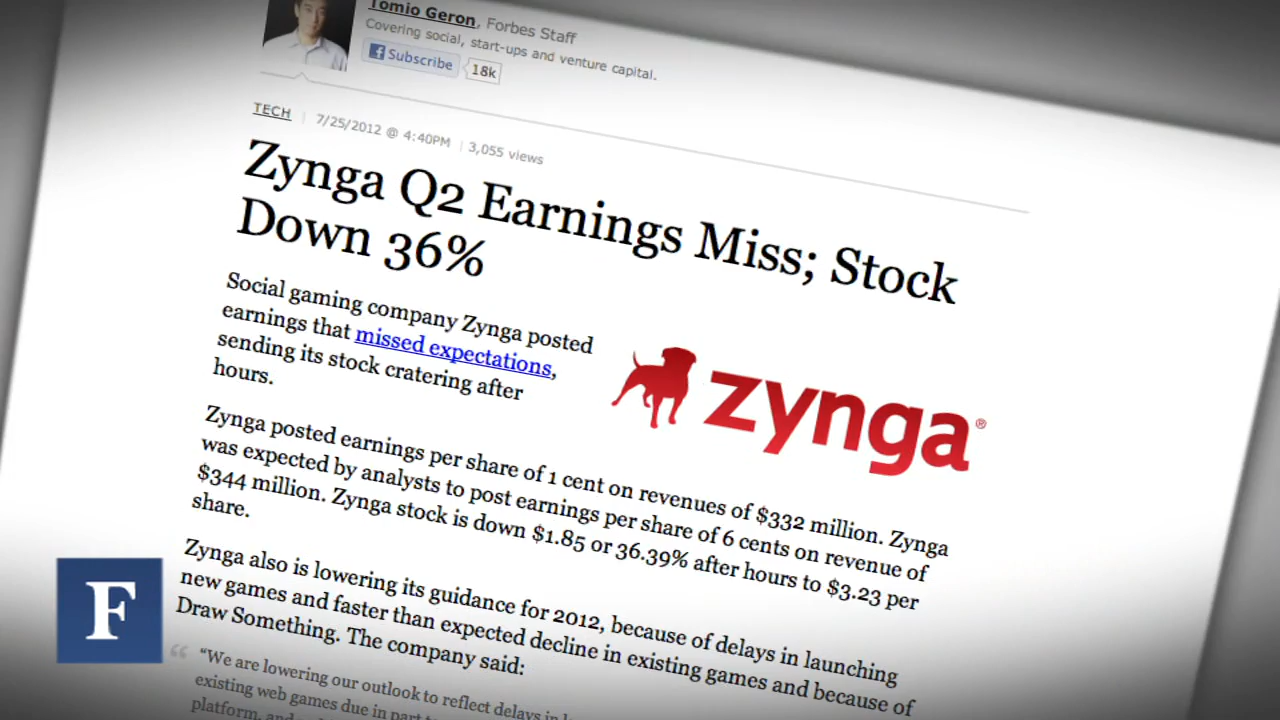 Tomio Geron, Forbes Staff
Covering social, start-ups and venture capital.
Subscribe 18k
TECH | 7/25/2012 @ 4:40PM | 3,055 views
Zynga Q2 Earnings Miss; Stock
Down 36%
Social gaming company Zynga posted
earnings that missed expectations,
sending its stock cratering after
hours.
zynga®
Zynga posted earnings per share of 1 cent on revenues of $332 million. Zynga
was expected by analysts to post earnings per share of 6 cents on revenue of
$344 million. Zynga stock is down $1.85 or 36.39% after hours to $3.23 per
share.
Zynga also is lowering its guidance for 2012, because of delays in launching
new games and faster than expected decline in existing games and because of
Draw Something. The company said:
“We are lowering our outlook to reflect delays in
existing web games due in part
platform, and
F